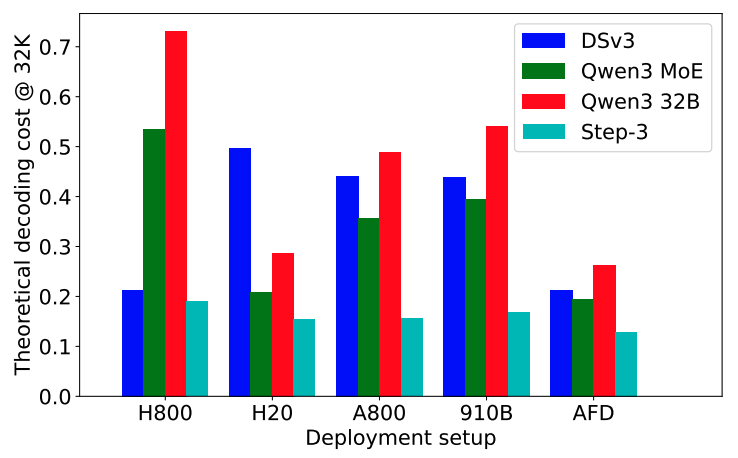 Theoretical decoding cost @ 32K
0.7
0.6
0.5
0.4
0.3
0.2
0.1
0.0
DSv3
Qwen3 MoE
Qwen3 32B
Step-3
H800 H20 A800 910B AFD
Deployment setup